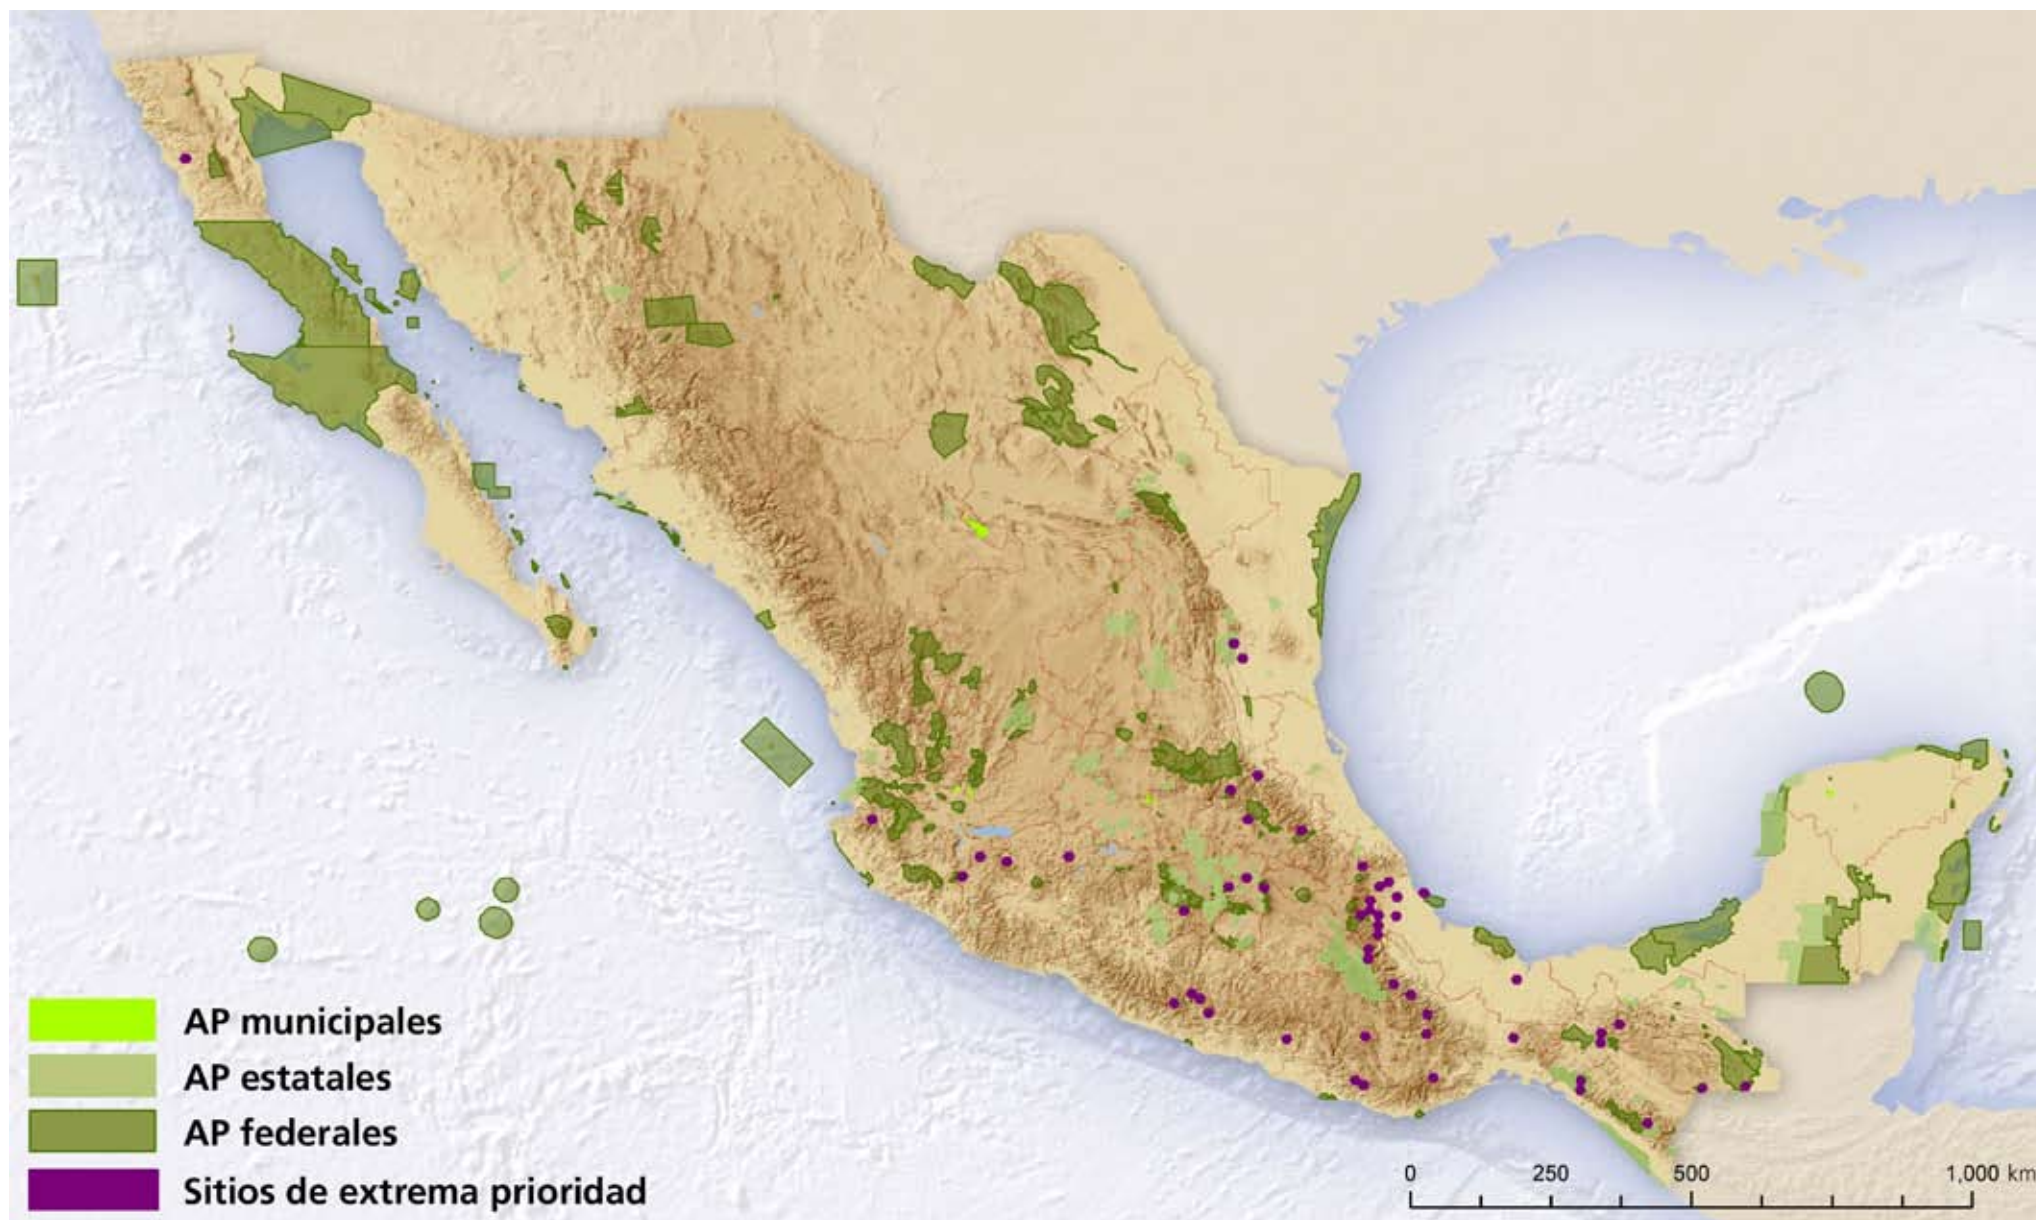 AP municipales
AP estatales
AP federales
Sitios de extrema prioridad
0 250 500 1,000 km